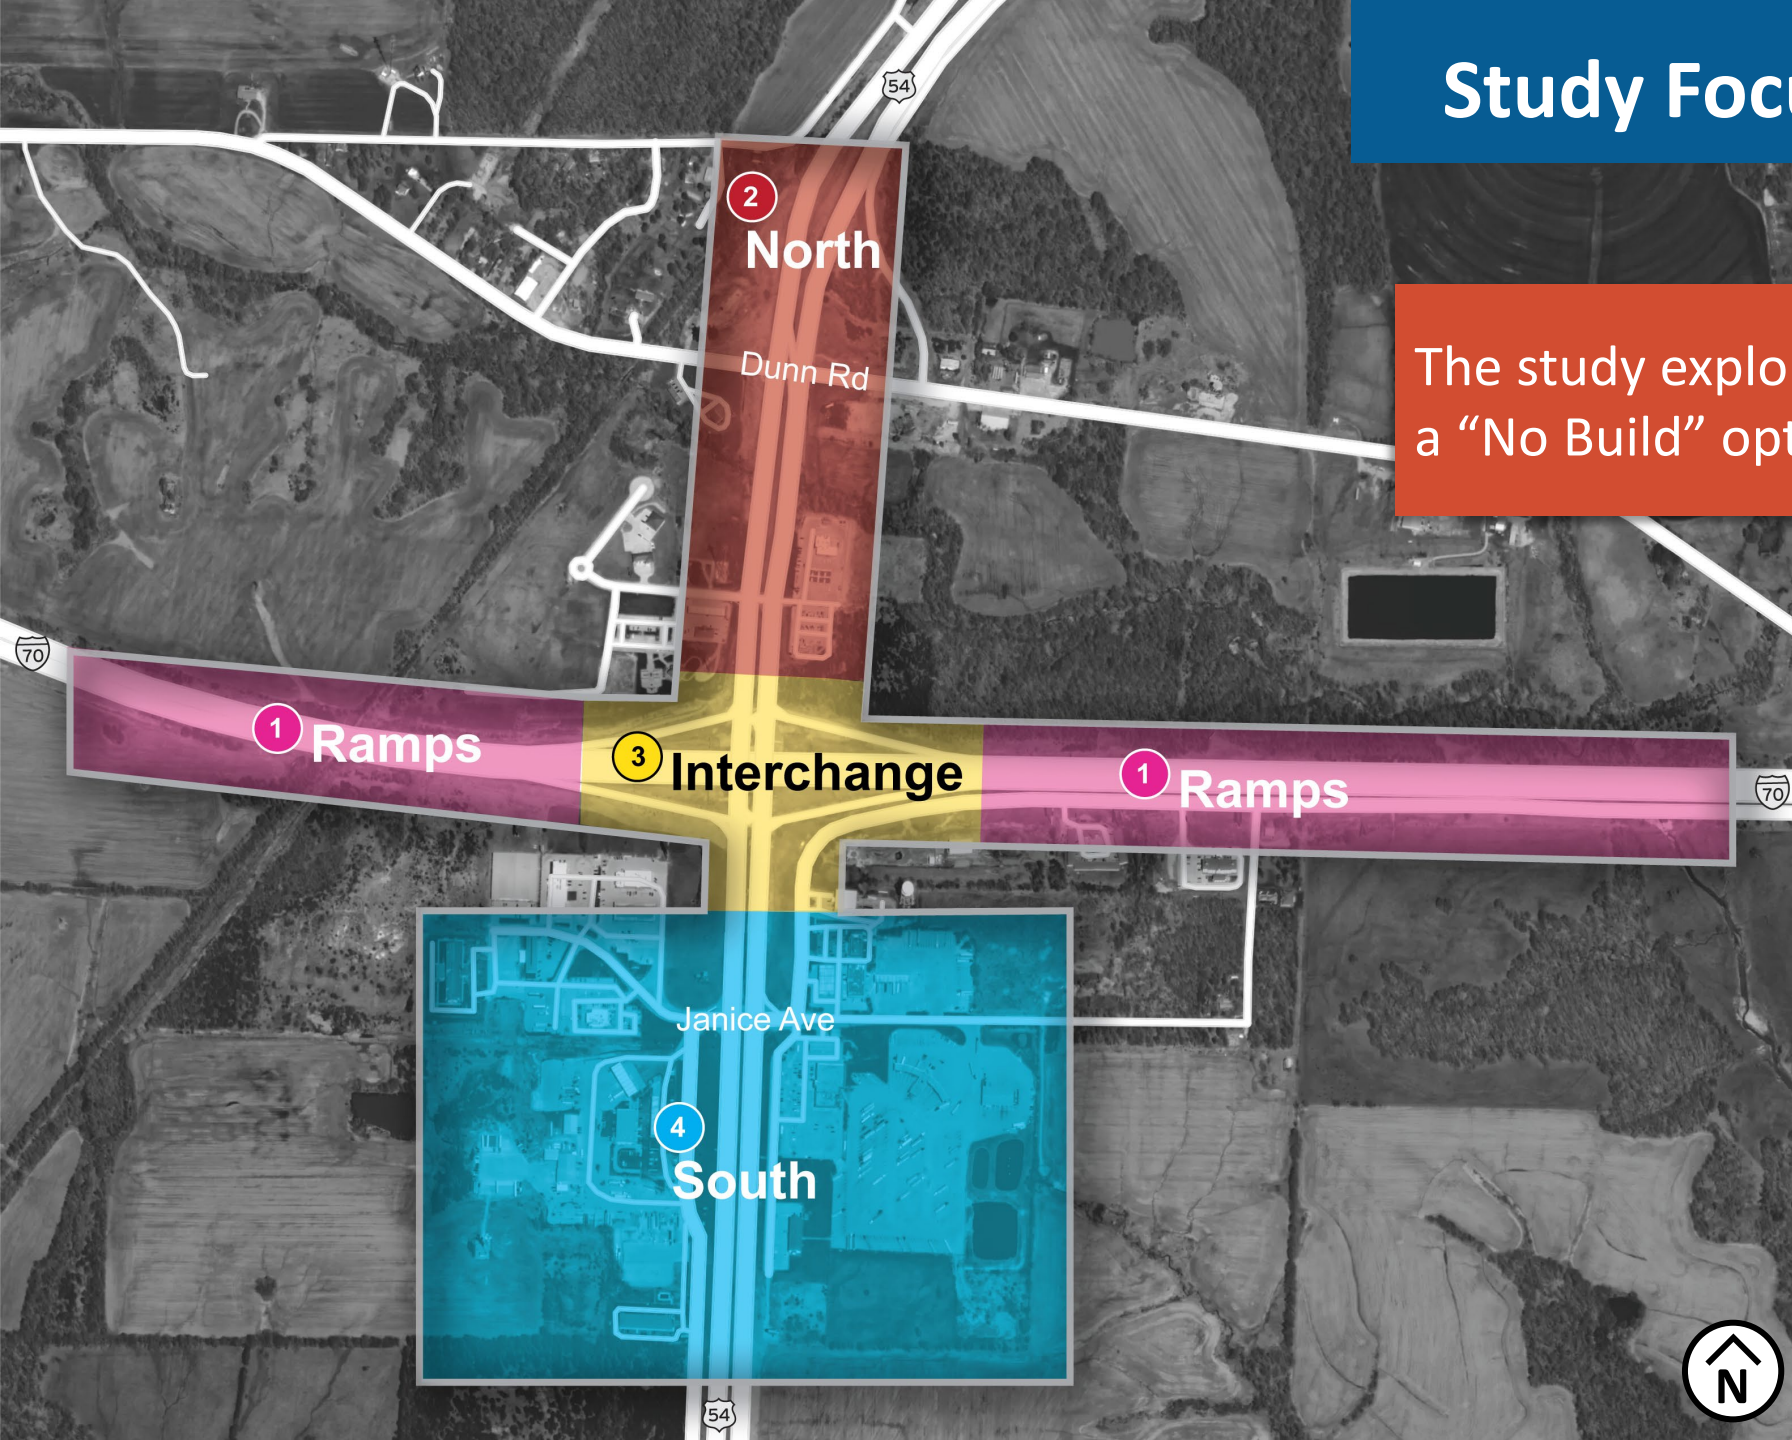 54
Study Foc
2
North
The study explo
a “No Build” opt
Dunn Rd
70
1
Ramps
3
Interchange
1
Ramps
70
Janice Ave
4
South
54
N